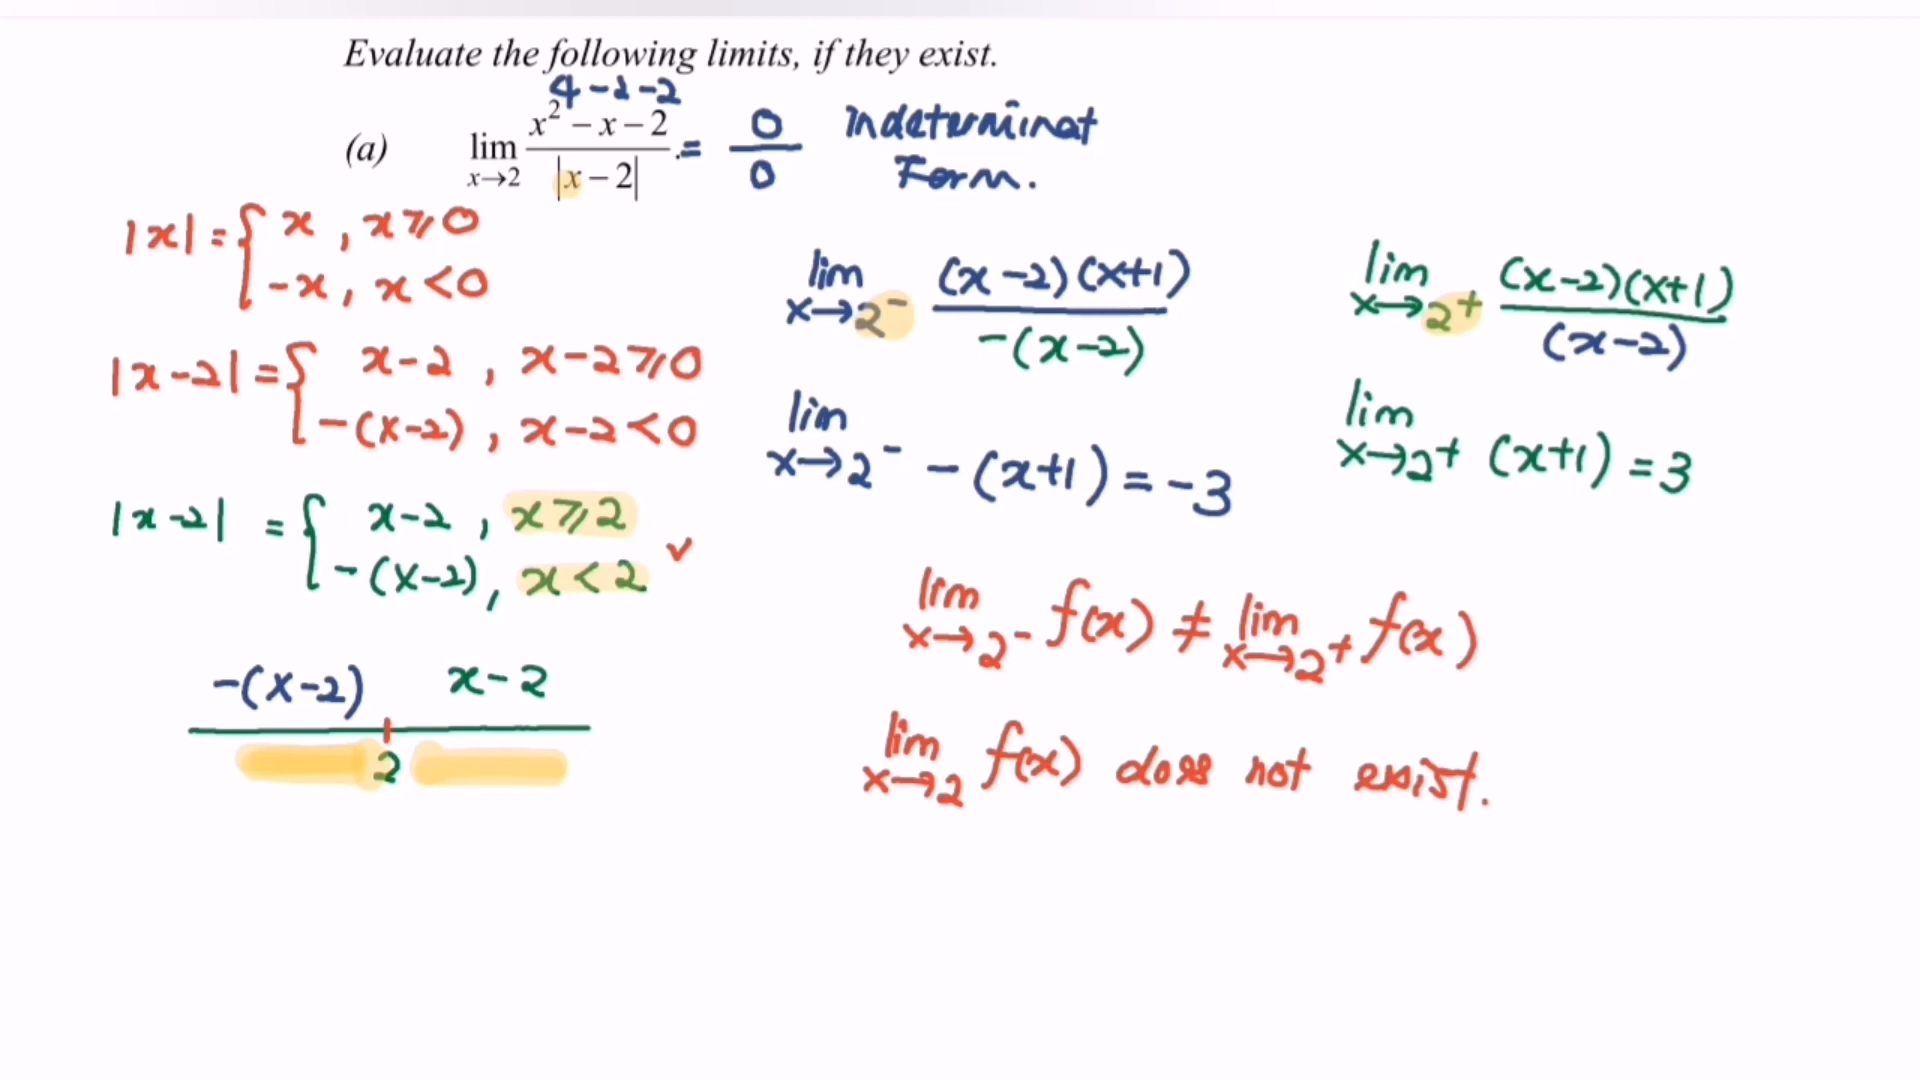 Evaluate the following limits, if they exist.
4-2-2
(a) lim x→2 x² − x − 2 / |x − 2| . = 0/0 Indeterminat Form.
|x| = { x , x ⩾ 0
-x , x < 0
|x-2| = { x-2 , x-2 ⩾ 0
-(x-2) , x-2 < 0
|x-2| = { x-2 , x ⩾ 2
-(x-2) , x < 2 ✓
-(x-2) x-2
2
lim x→2⁻ (x-2)(x+1) / -(x-2)
lim x→2⁻ -(x+1) = -3
lim x→2⁺ (x-2)(x+1) / (x-2)
lim x→2⁺ (x+1) = 3
lim x→2⁻ f(x) ≠ lim x→2⁺ f(x)
lim x→2 f(x) does not exist.